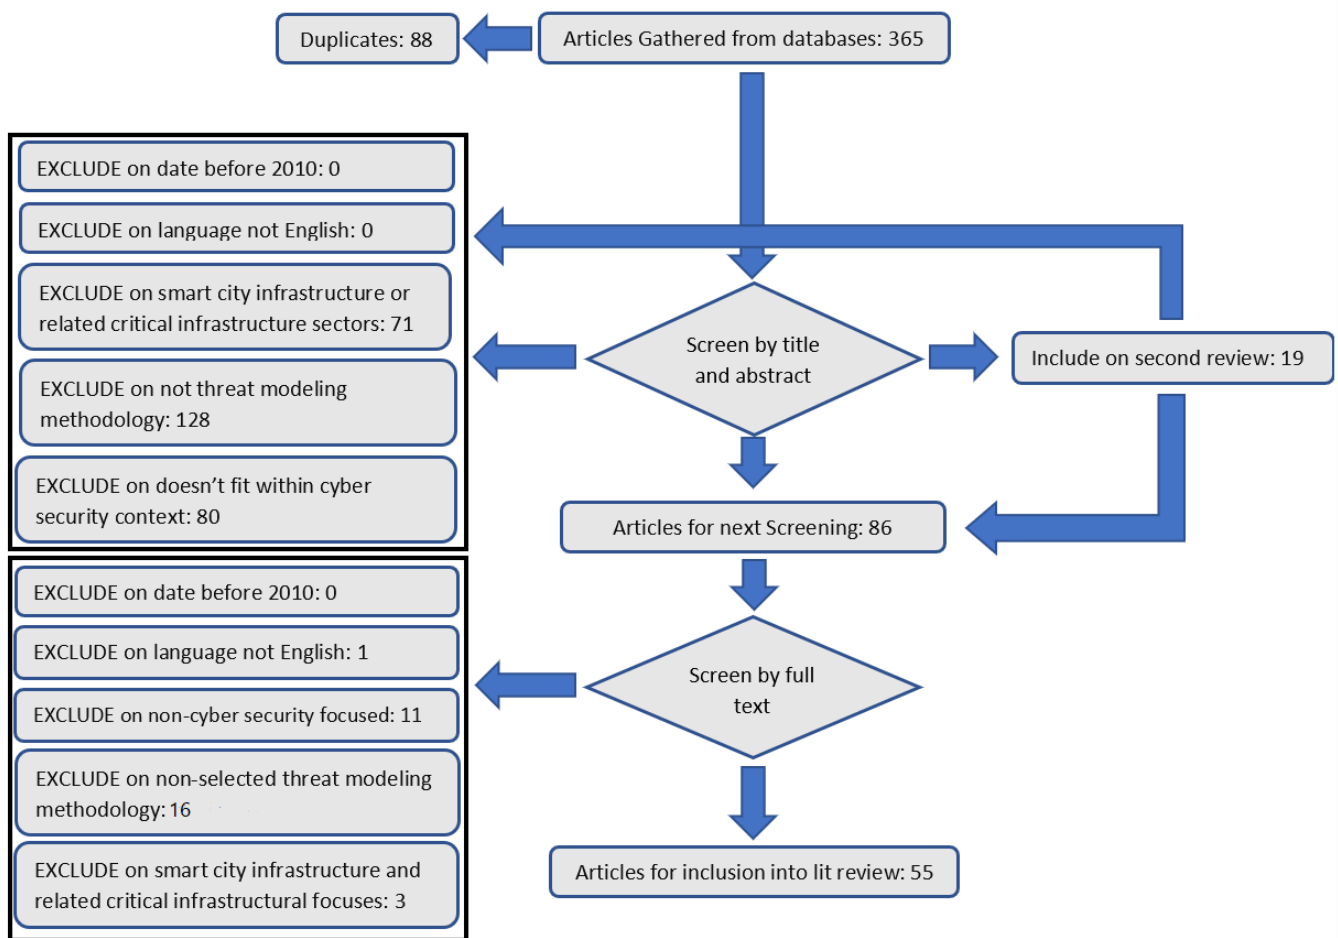 Duplicates: 88
Articles Gathered from databases: 365
EXCLUDE on date before 2010: 0
EXCLUDE on language not English: 0
EXCLUDE on smart city infrastructure or
related critical infrastructure sectors: 71
EXCLUDE on not threat modeling
methodology: 128
EXCLUDE on doesn’t fit within cyber
security context: 80
Screen by title
and abstract
Include on second review: 19
Articles for next Screening: 86
EXCLUDE on date before 2010: 0
EXCLUDE on language not English: 1
EXCLUDE on non-cyber security focused: 11
EXCLUDE on non-selected threat modeling
methodology: 16
EXCLUDE on smart city infrastructure and
related critical infrastructural focuses: 3
Screen by full
text
Articles for inclusion into lit review: 55